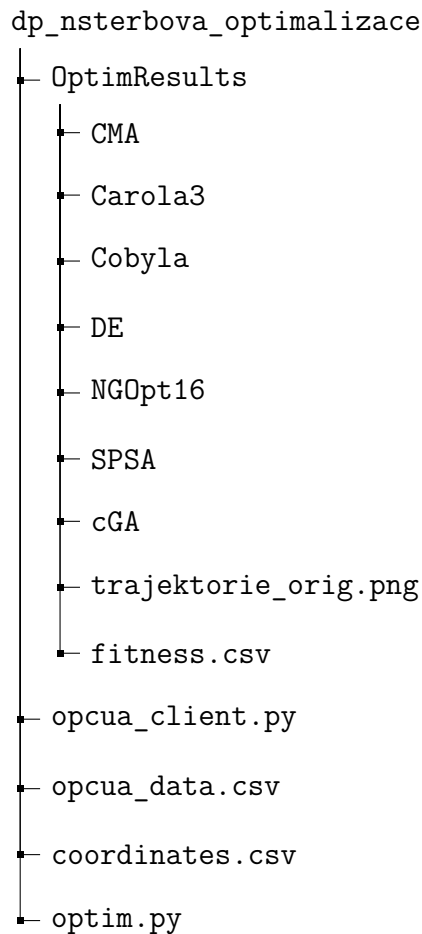 dp_nsterbova_optimalizace
OptimResults
CMA
Carola3
Cobyla
DE
NGOpt16
SPSA
cGA
trajektorie_orig.png
fitness.csv
opcua_client.py
opcua_data.csv
coordinates.csv
optim.py